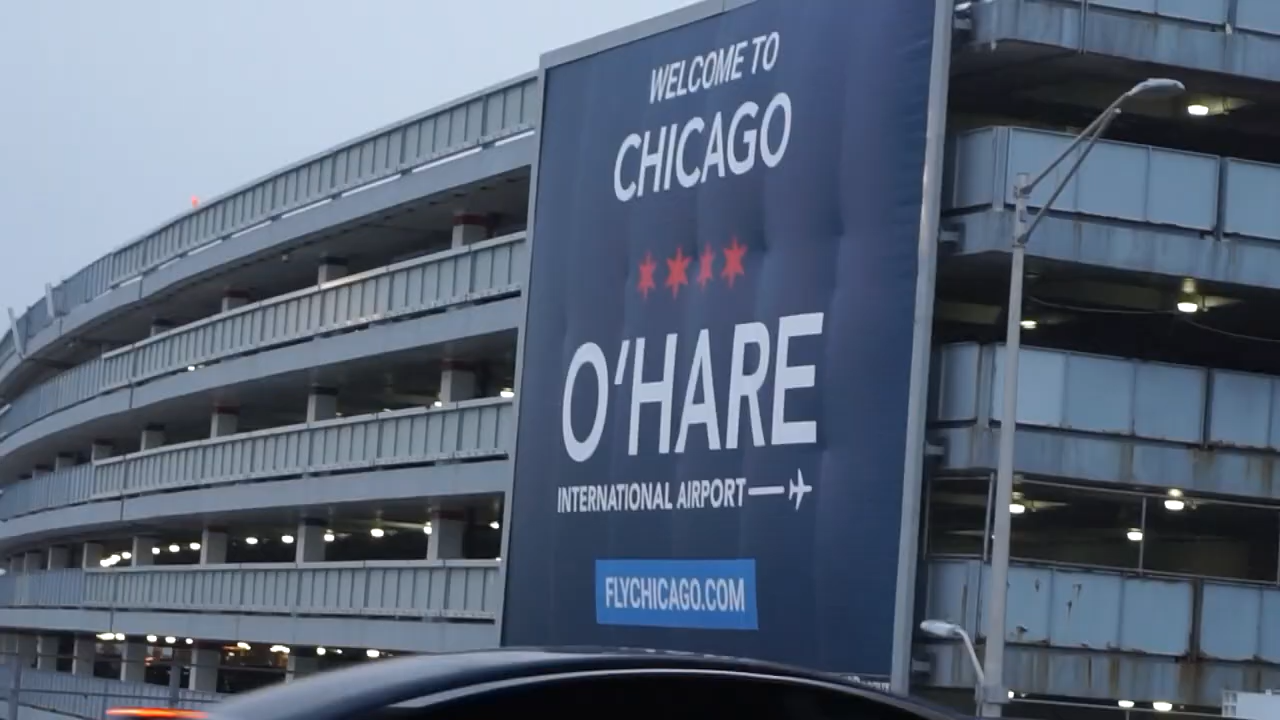 WELCOME TO
CHICAGO
O'HARE
INTERNATIONAL AIRPORT
FLYCHICAGO.COM